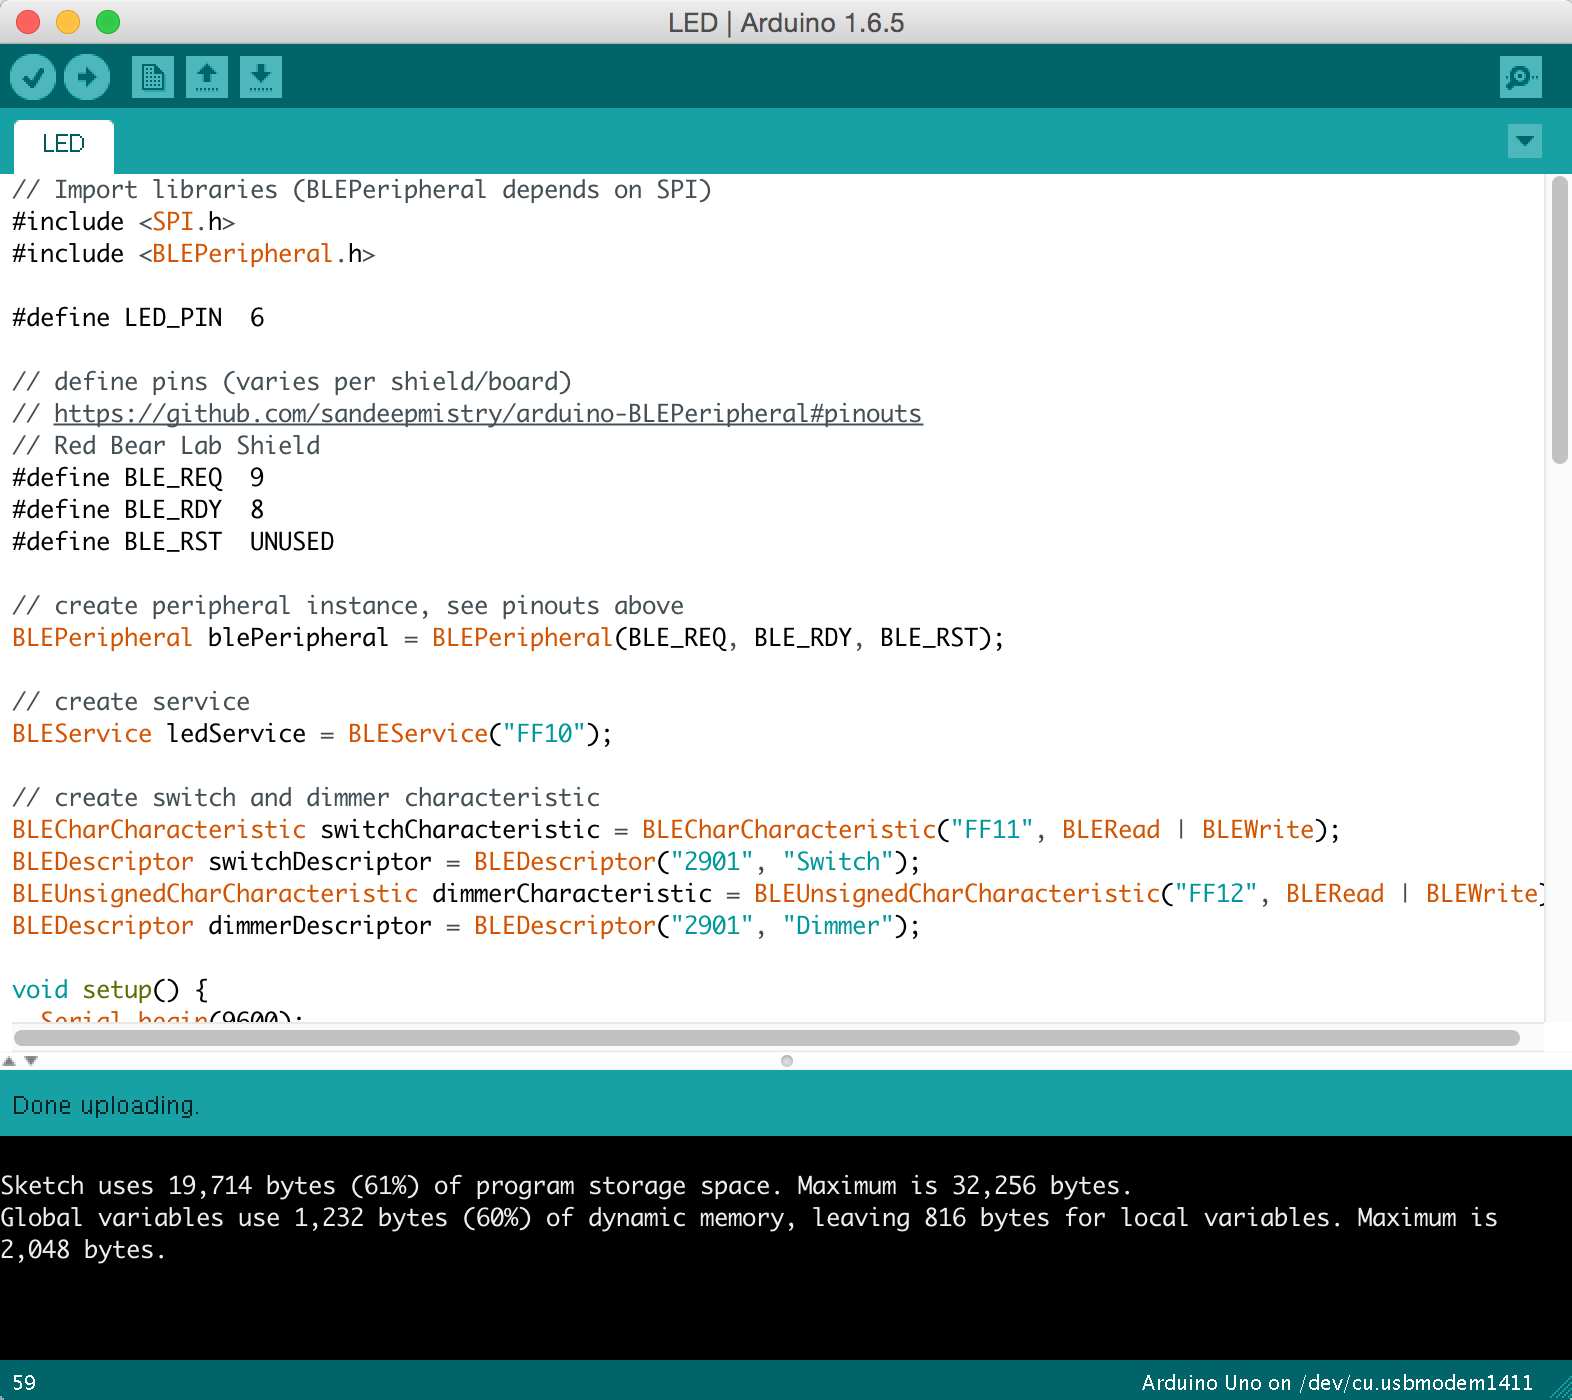 LED | Arduino 1.6.5
LED
// Import libraries (BLEPeripheral depends on SPI)
#include <SPI.h>
#include <BLEPeripheral.h>
#define LED_PIN  6
// define pins (varies per shield/board)
// https://github.com/sandeepmistry/arduino-BLEPeripheral#pinouts
// Red Bear Lab Shield
#define BLE_REQ  9
#define BLE_RDY  8
#define BLE_RST  UNUSED
// create peripheral instance, see pinouts above
BLEPeripheral blePeripheral = BLEPeripheral(BLE_REQ, BLE_RDY, BLE_RST);
// create service
BLEService ledService = BLEService("FF10");
// create switch and dimmer characteristic
BLECharCharacteristic switchCharacteristic = BLECharCharacteristic("FF11", BLERead | BLEWrite);
BLEDescriptor switchDescriptor = BLEDescriptor("2901", "Switch");
BLEUnsignedCharCharacteristic dimmerCharacteristic = BLEUnsignedCharCharacteristic("FF12", BLERead | BLEWrite)
BLEDescriptor dimmerDescriptor = BLEDescriptor("2901", "Dimmer");
void setup() {
  Serial.begin(9600);
Done uploading.
Sketch uses 19,714 bytes (61%) of program storage space. Maximum is 32,256 bytes.
Global variables use 1,232 bytes (60%) of dynamic memory, leaving 816 bytes for local variables. Maximum is
2,048 bytes.
59
Arduino Uno on /dev/cu.usbmodem1411